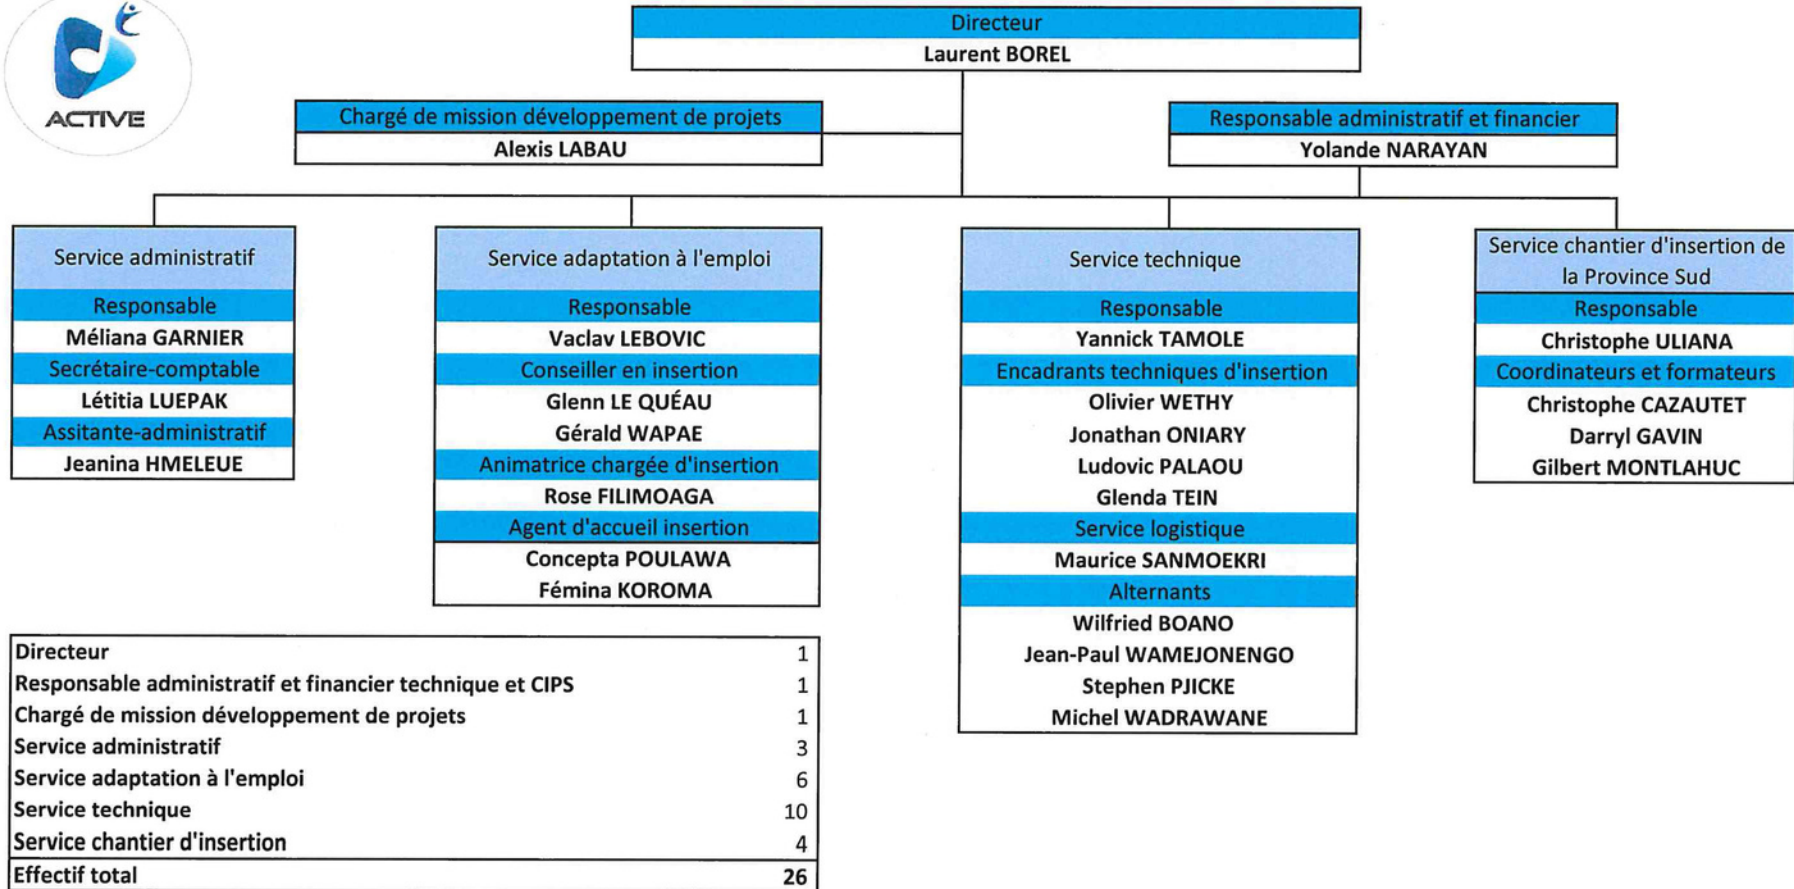 ACTIVE
Directeur
Laurent BOREL
Chargé de mission développement de projets
Alexis LABAU
Responsable administratif et financier
Yolande NARAYAN
Service administratif
Responsable
Méliana GARNIER
Secrétaire-comptable
Létitia LUEPAK
Assitante-administratif
Jeanina HMELEUE
Service adaptation à l'emploi
Responsable
Vaclav LEBOVIC
Conseiller en insertion
Glenn LE QUÉAU
Gérald WAPAE
Animatrice chargée d'insertion
Rose FILIMOAGA
Agent d'accueil insertion
Concepta POULAWA
Fémina KOROMA
Service technique
Responsable
Yannick TAMOLE
Encadrants techniques d'insertion
Olivier WETHY
Jonathan ONIARY
Ludovic PALAOU
Glenda TEIN
Service logistique
Maurice SANMOEKRI
Alternants
Wilfried BOANO
Jean-Paul WAMEJONENGO
Stephen PJICKE
Michel WADRAWANE
Service chantier d'insertion de
la Province Sud
Responsable
Christophe ULIANA
Coordinateurs et formateurs
Christophe CAZAUTET
Darryl GAVIN
Gilbert MONTLAHUC
Directeur 1
Responsable administratif et financier technique et CIPS 1
Chargé de mission développement de projets 1
Service administratif 3
Service adaptation à l'emploi 6
Service technique 10
Service chantier d'insertion 4
Effectif total 26